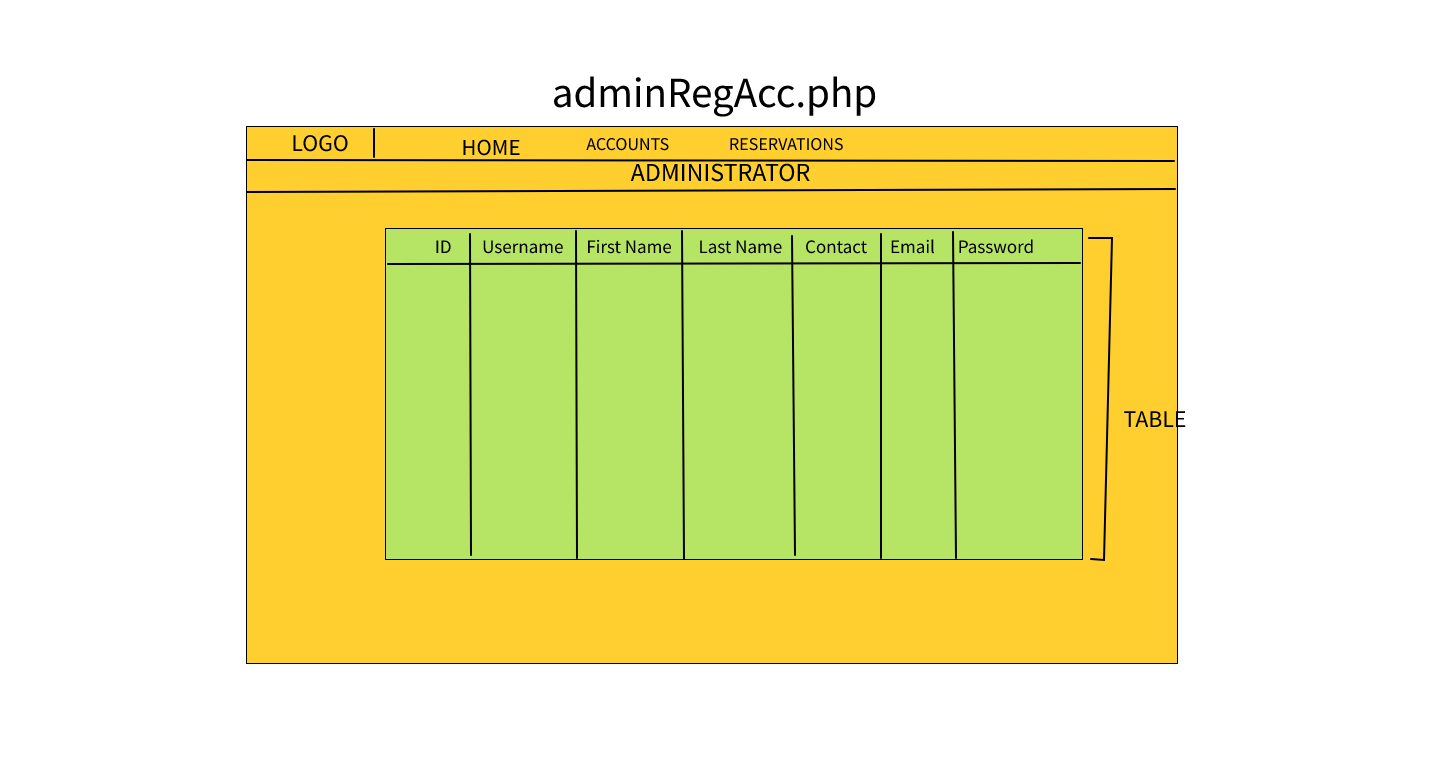 adminRegAcc.php
LOGO HOME ACCOUNTS RESERVATIONS
ADMINISTRATOR
ID Username First Name Last Name Contact Email Password
TABLE